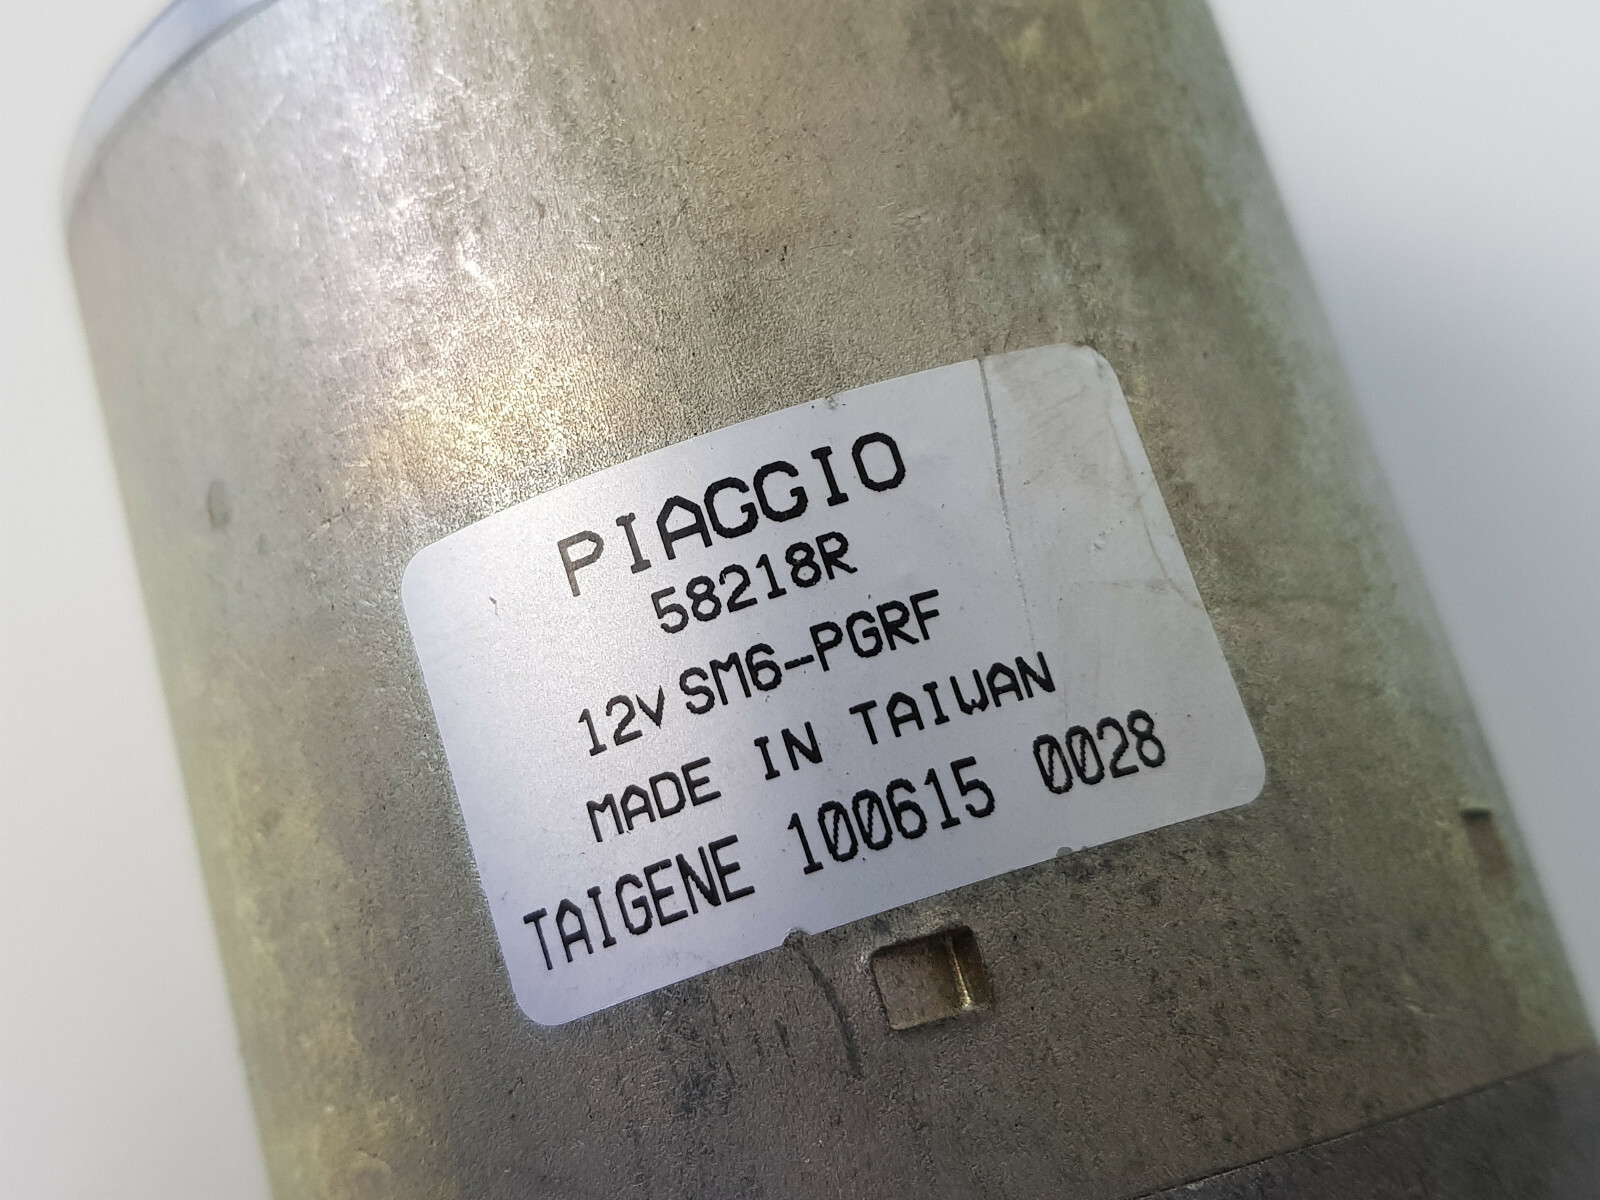 PIAGGIO
58218R
12V SM6-PGRF
MADE IN TAIWAN
TAIGENE 100615 0028